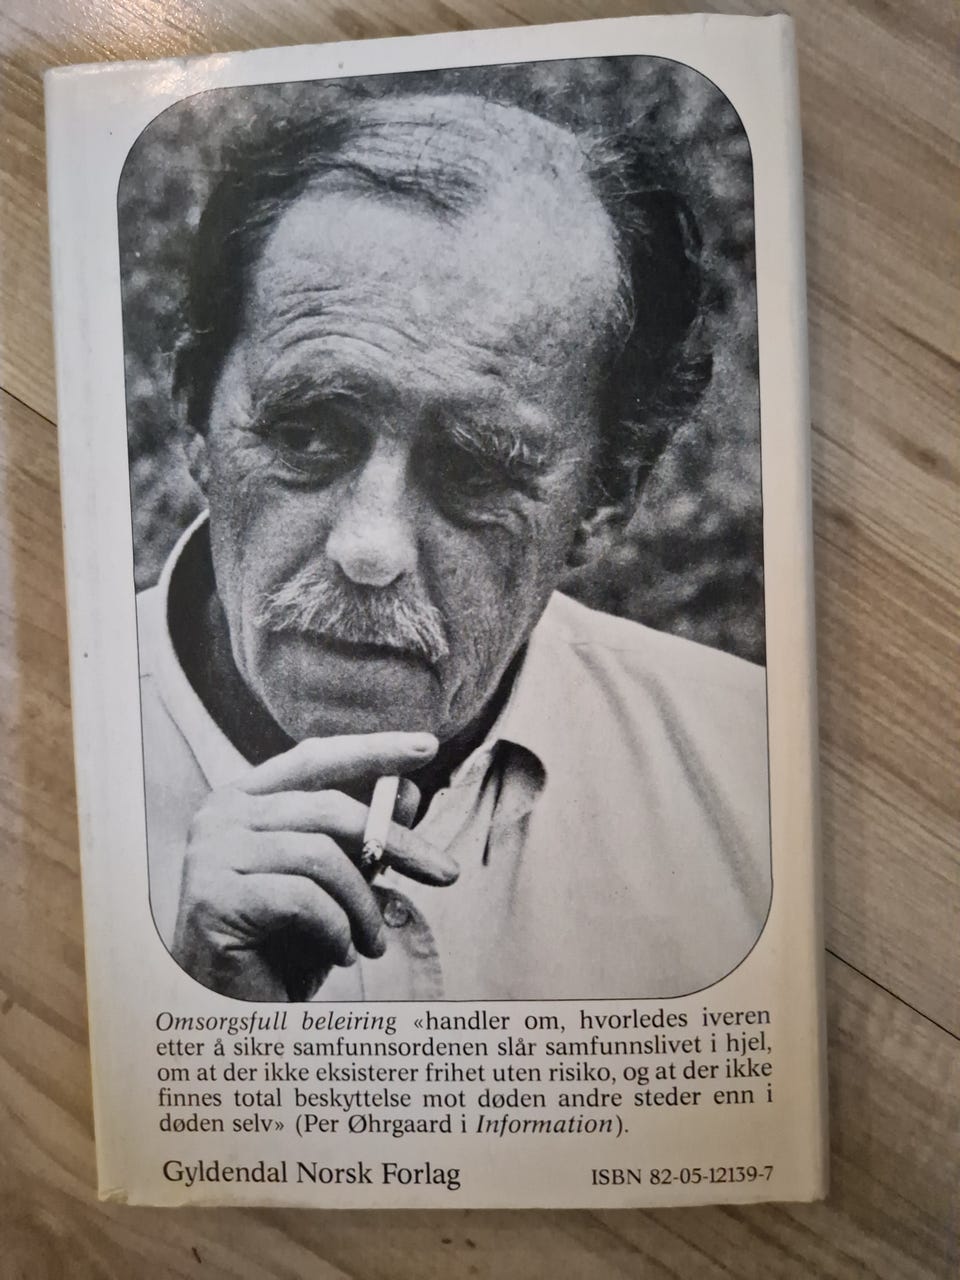 Omsorgsfull beleiring «handler om, hvorledes iveren
etter å sikre samfunnsordenen slår samfunnslivet i hjel,
om at der ikke eksisterer frihet uten risiko, og at der ikke
finnes total beskyttelse mot døden andre steder enn i
døden selv» (Per Øhrgaard i Information).
Gyldendal Norsk Forlag
ISBN 82-05-12139-7